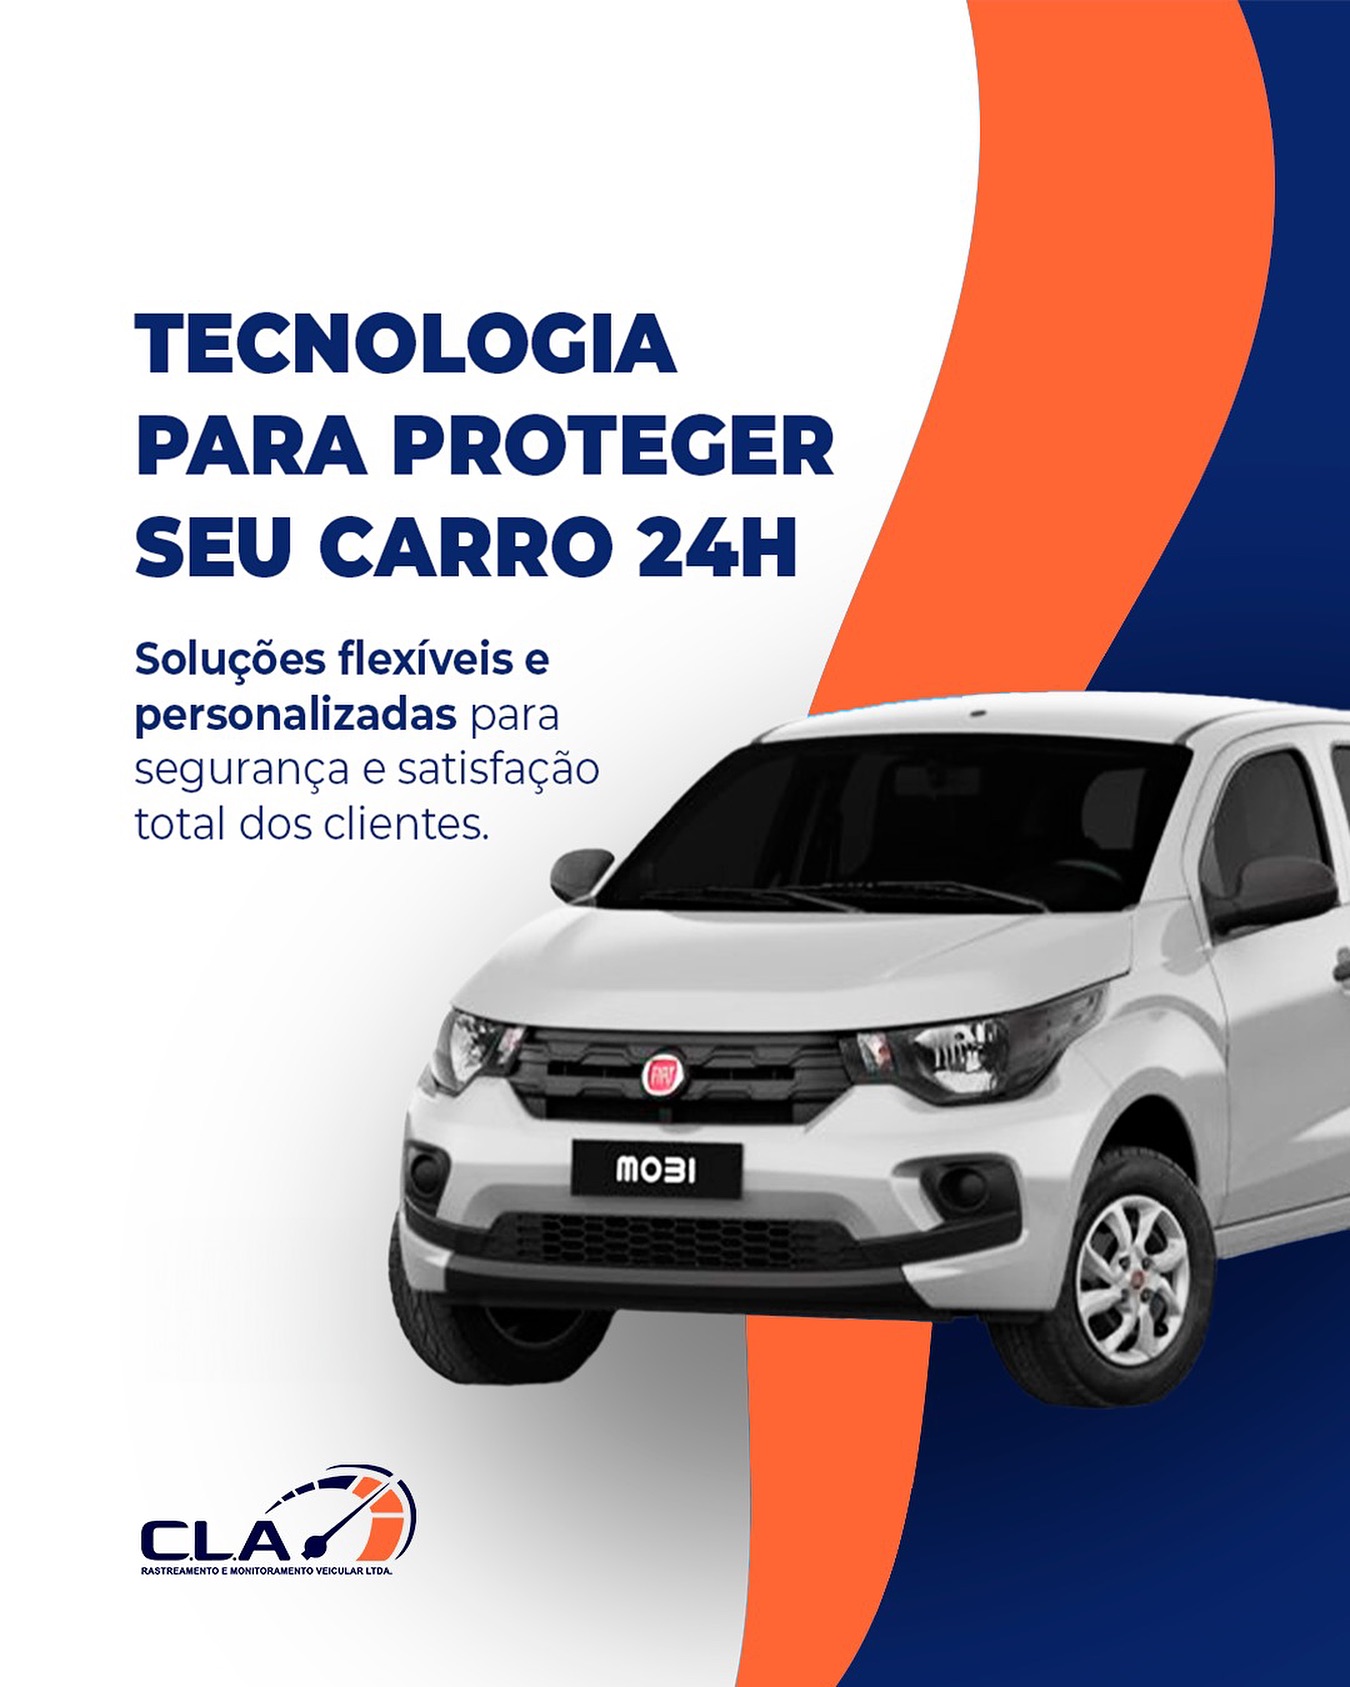 TECNOLOGIA
PARA PROTEGER
SEU CARRO 24H
Soluções flexíveis e
personalizadas para
segurança e satisfação
total dos clientes.
FIAT
MOBI
C.L.A
RASTREAMENTO E MONITORAMENTO VEICULAR LTDA.